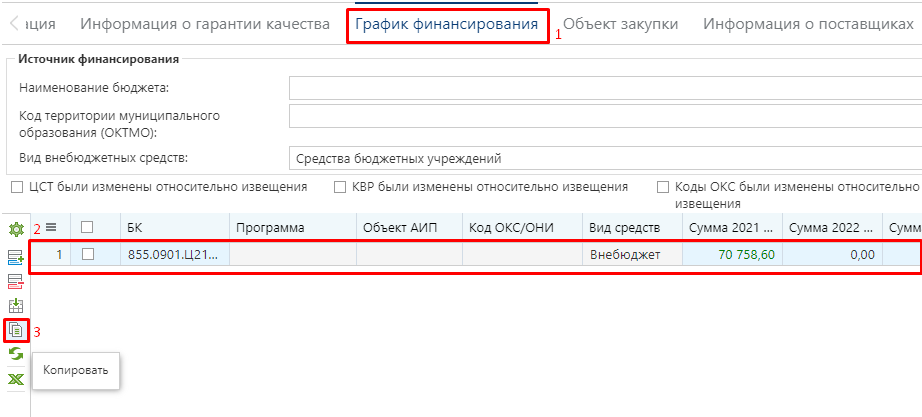 ция Информация о гарантии качества График финансирования 1 Объект закупки Информация о поставщиках
Источник финансирования
Наименование бюджета:
Код территории муниципального
образования (ОКТМО):
Вид внебюджетных средств: Средства бюджетных учреждений
ЦСТ были изменены относительно извещения КВР были изменены относительно извещения Коды ОКС были изменены относительно
извещения
2 БК Программа Объект АИП Код ОКС/ОНИ Вид средств Сумма 2021 ... Сумма 2022 ... Сумм
1 855.0901.Ц21... Внебюджет 70 758,60 0,00
3
Копировать